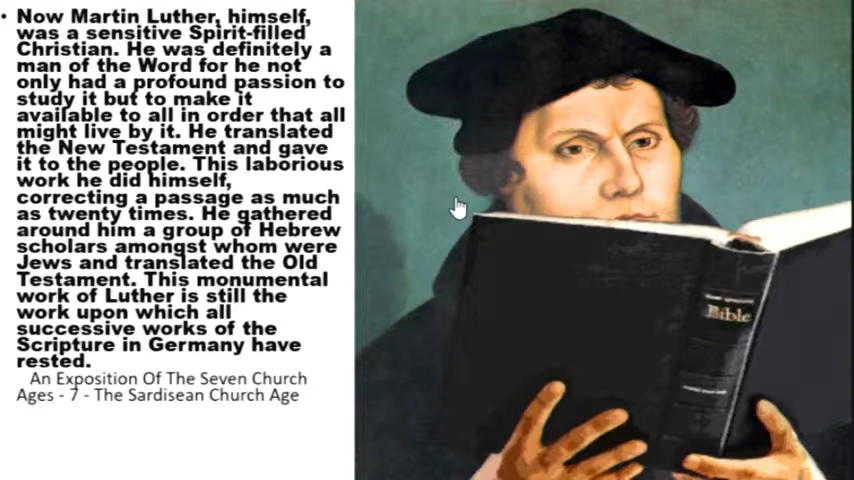 • Now Martin Luther, himself,
was a sensitive Spirit-filled
Christian. He was definitely a
man of the Word for he not
only had a profound passion to
study it but to make it
available to all in order that all
might live by it. He translated
the New Testament and gave
it to the people. This laborious
work he did himself,
correcting a passage as much
as twenty times. He gathered
around him a group of Hebrew
scholars amongst whom were
Jews and translated the Old
Testament. This monumental
work of Luther is still the
work upon which all
successive works of the
Scripture in Germany have
rested.
An Exposition Of The Seven Church
Ages - 7 - The Sardisean Church Age
Bible